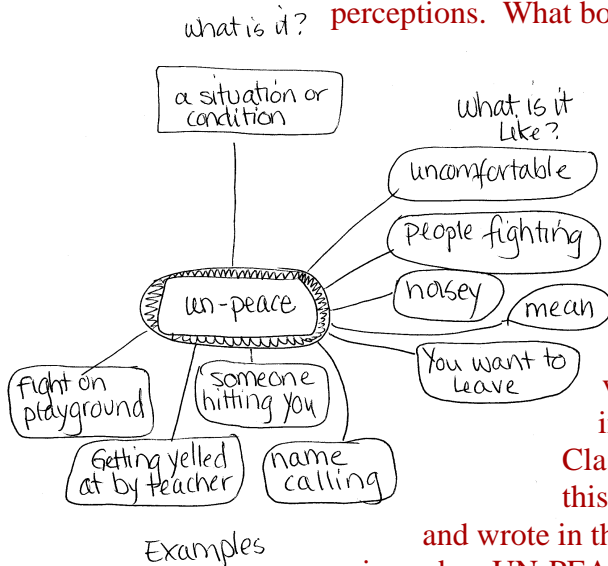 what is it?
perceptions. What bo
a situation or
condition
what is it
Like?
uncomfortable
people fighting
noisey
mean
You want to
Leave
un-peace
fight on
playground
someone
hitting you
Getting yelled
at by teacher
name
calling
Examples
Cla
this
and wrote in th
UN-PEA